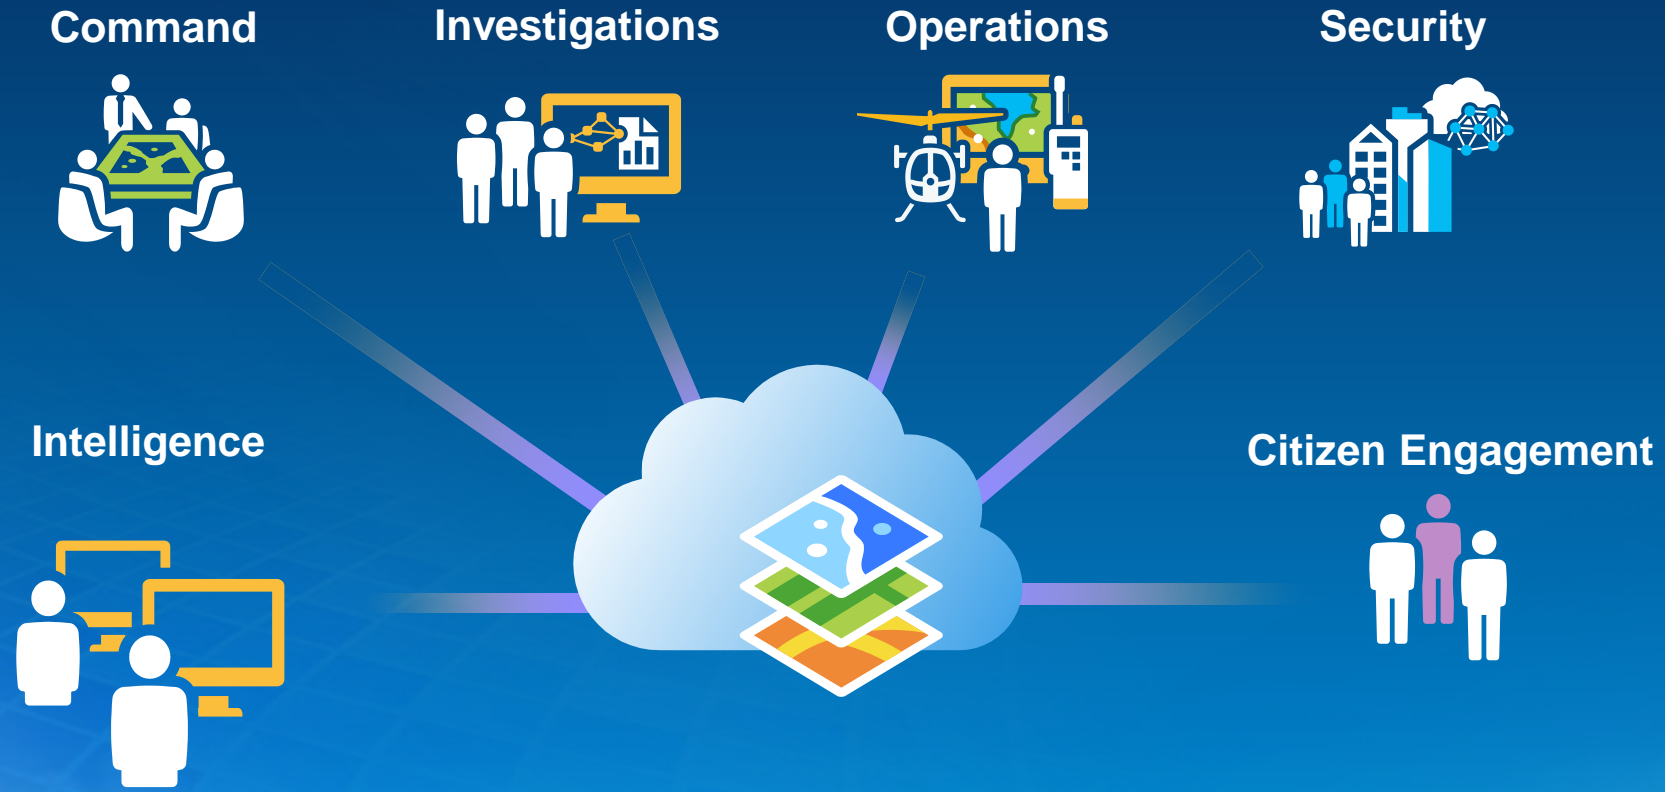 Command
Investigations
Operations
Security
Intelligence
Citizen Engagement